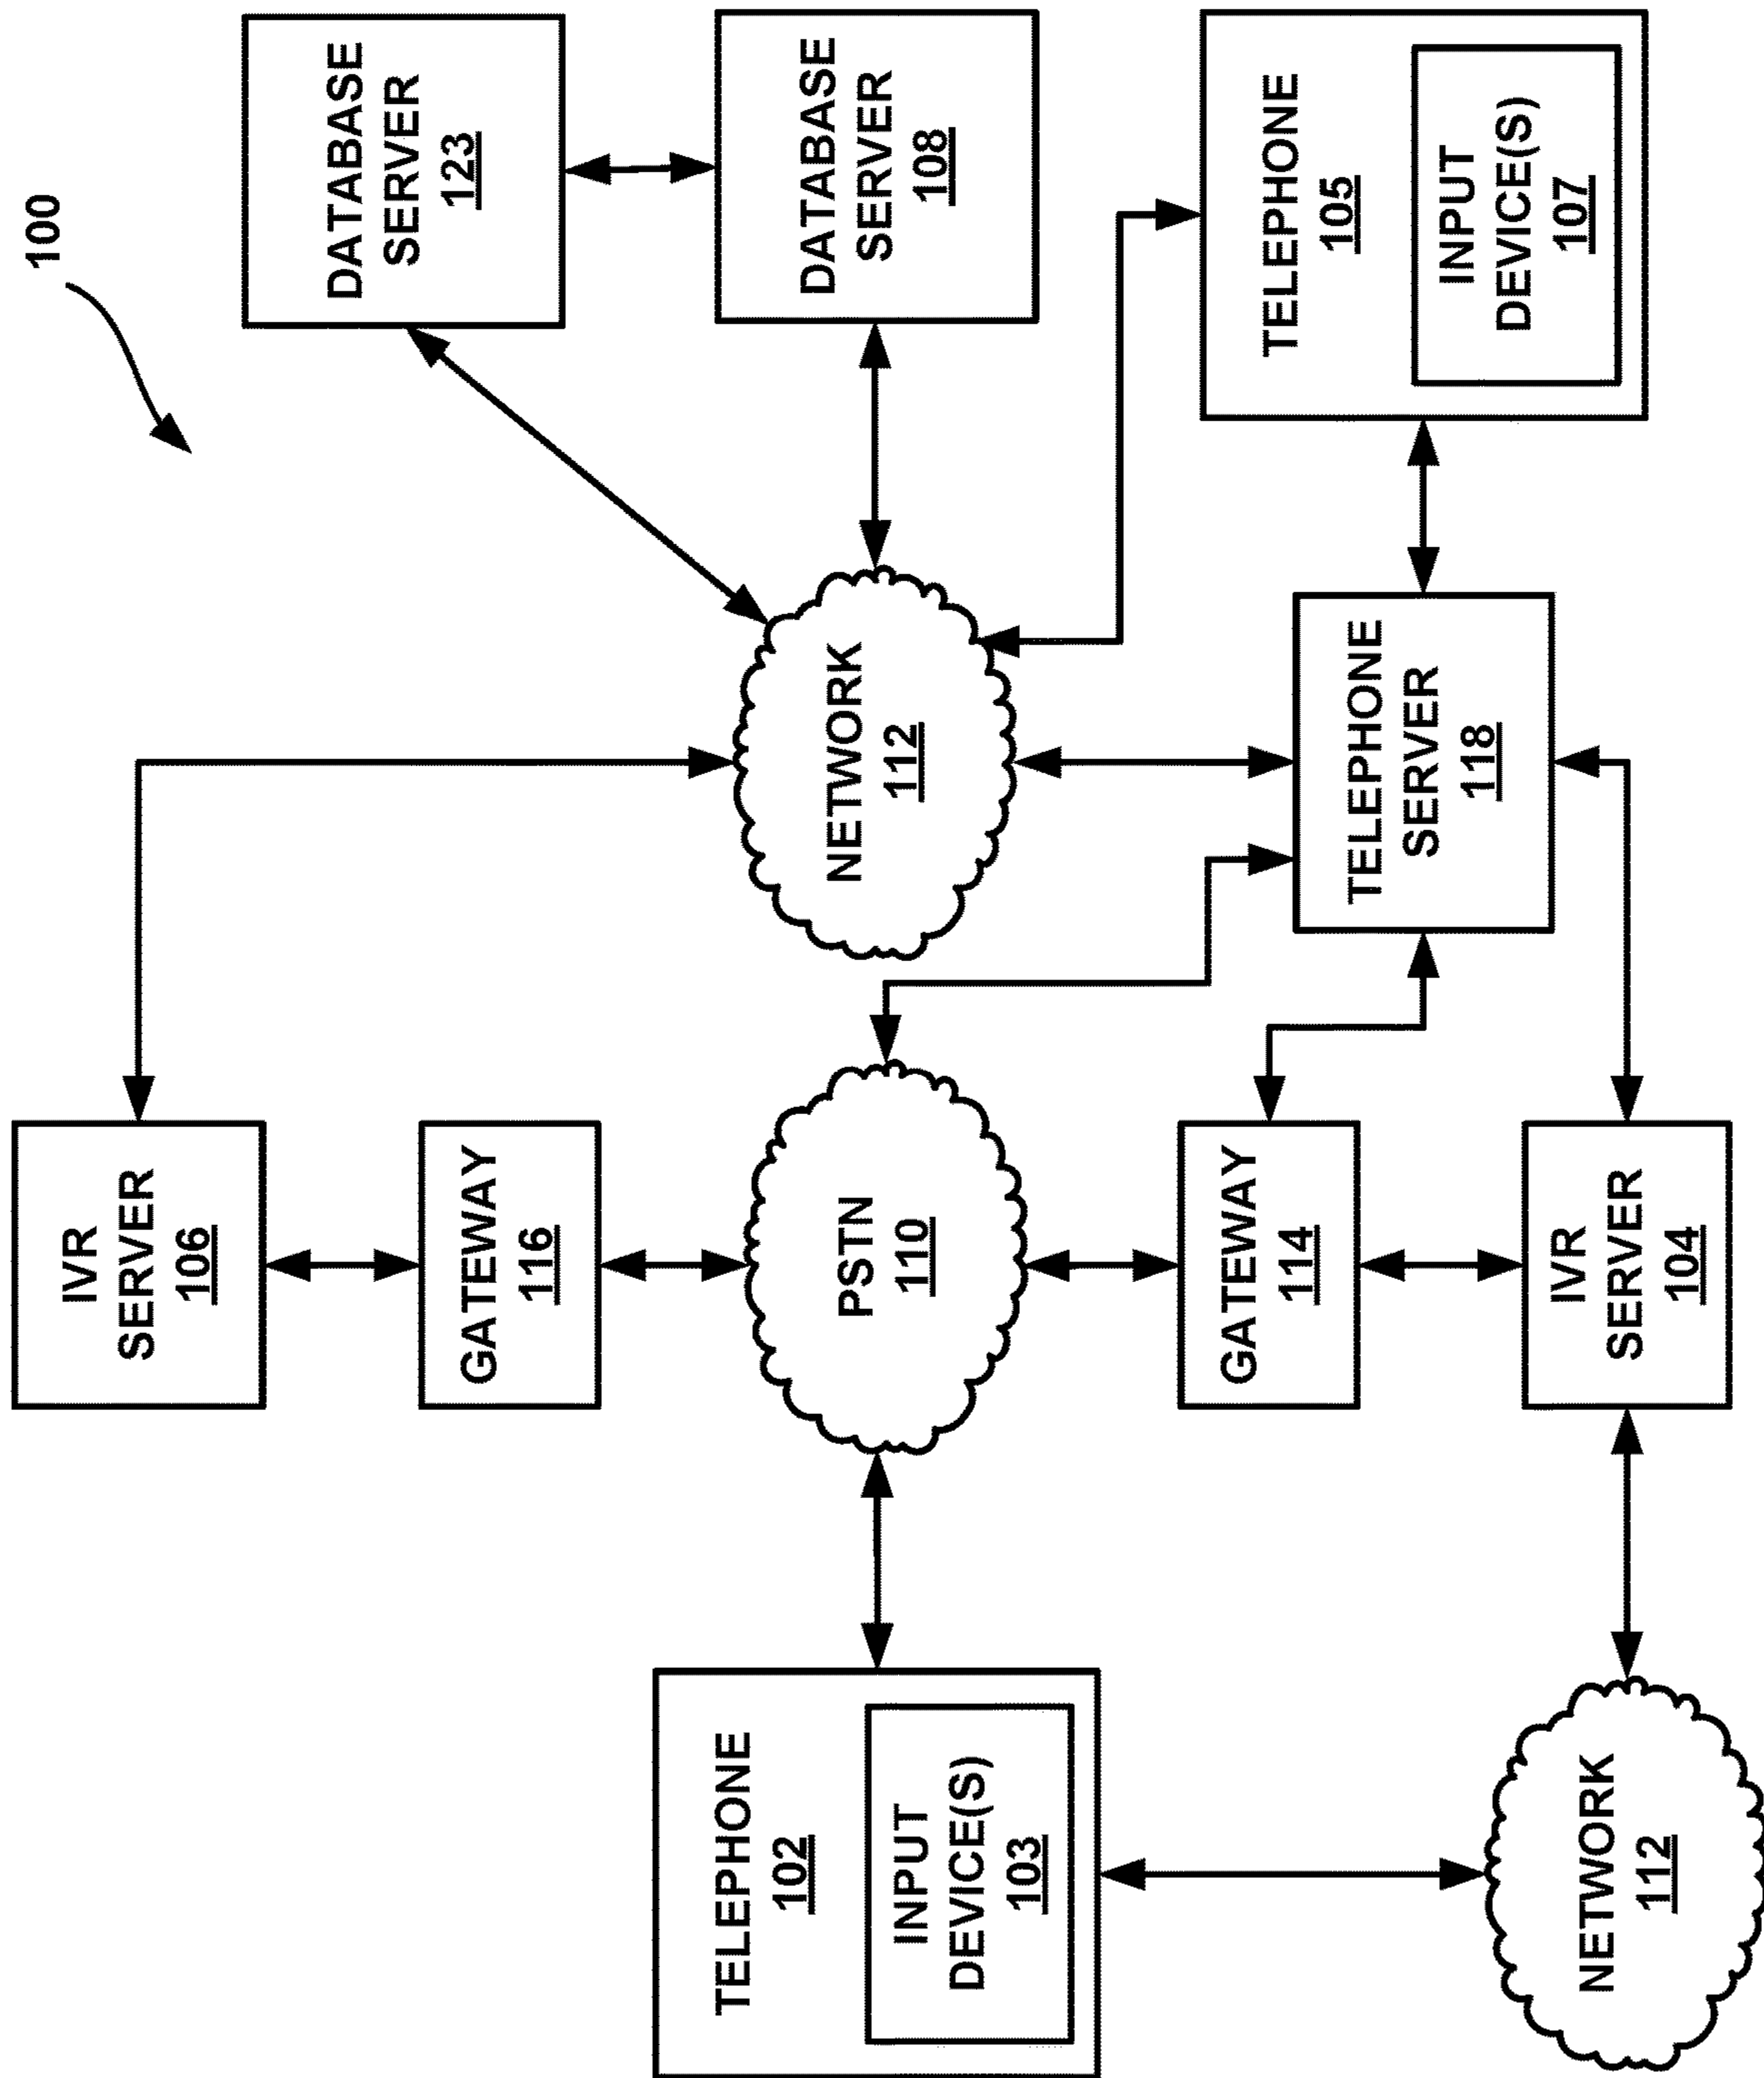 100
IVR
SERVER
106
GATEWAY
116
PSTN
110
GATEWAY
114
IVR
SERVER
104
TELEPHONE
102
INPUT
DEVICE(S)
103
NETWORK
112
NETWORK
112
TELEPHONE
SERVER
118
DATABASE
SERVER
123
DATABASE
SERVER
108
TELEPHONE
105
INPUT
DEVICE(S)
107